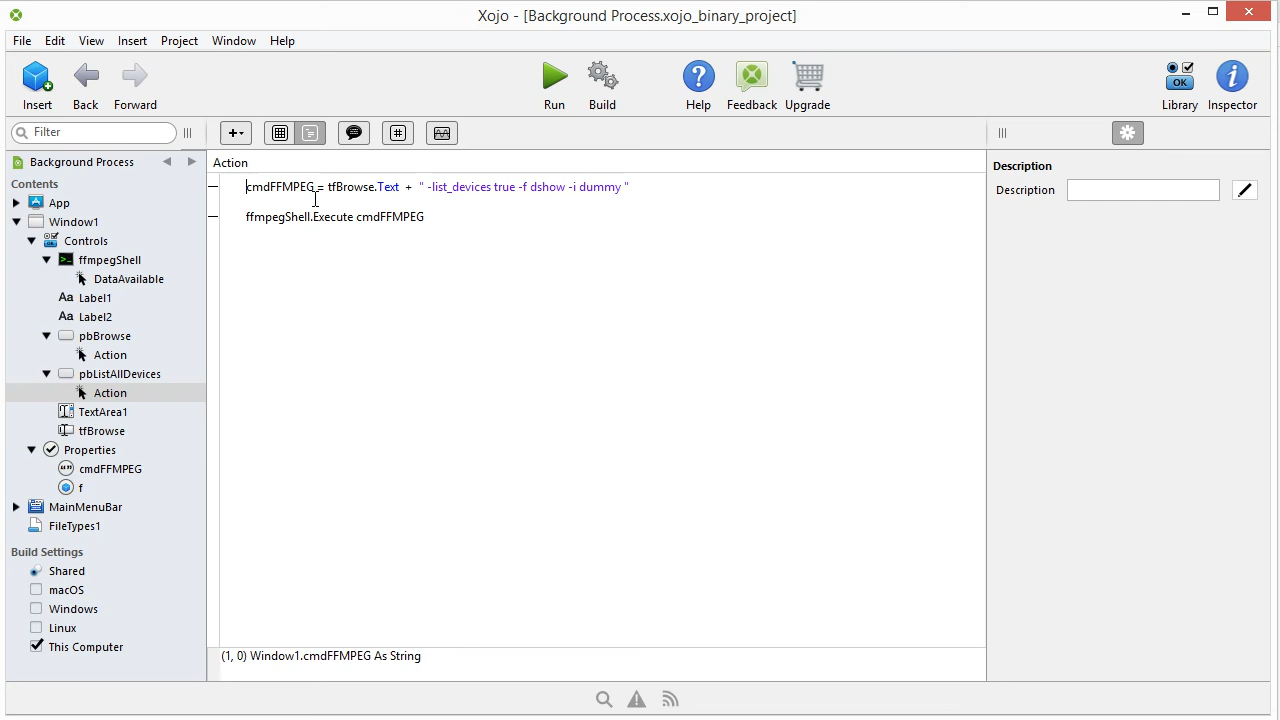 Xojo - [Background Process.xojo_binary_project]
File Edit View Insert Project Window Help
Insert Back Forward Run Build Help Feedback Upgrade Library Inspector
OK
Filter
Background Process
Action
Contents
App
Window1
Controls
ffmpegShell
DataAvailable
Aa Label1
Aa Label2
pbBrowse
Action
pbListAllDevices
Action
TextArea1
tfBrowse
Properties
cmdFFMPEG
f
MainMenuBar
FileTypes1
Build Settings
Shared
macOS
Windows
Linux
This Computer
cmdFFMPEG = tfBrowse.Text + " -list_devices true -f dshow -i dummy "
ffmpegShell.Execute cmdFFMPEG
(1, 0) Window1.cmdFFMPEG As String
Description
Description